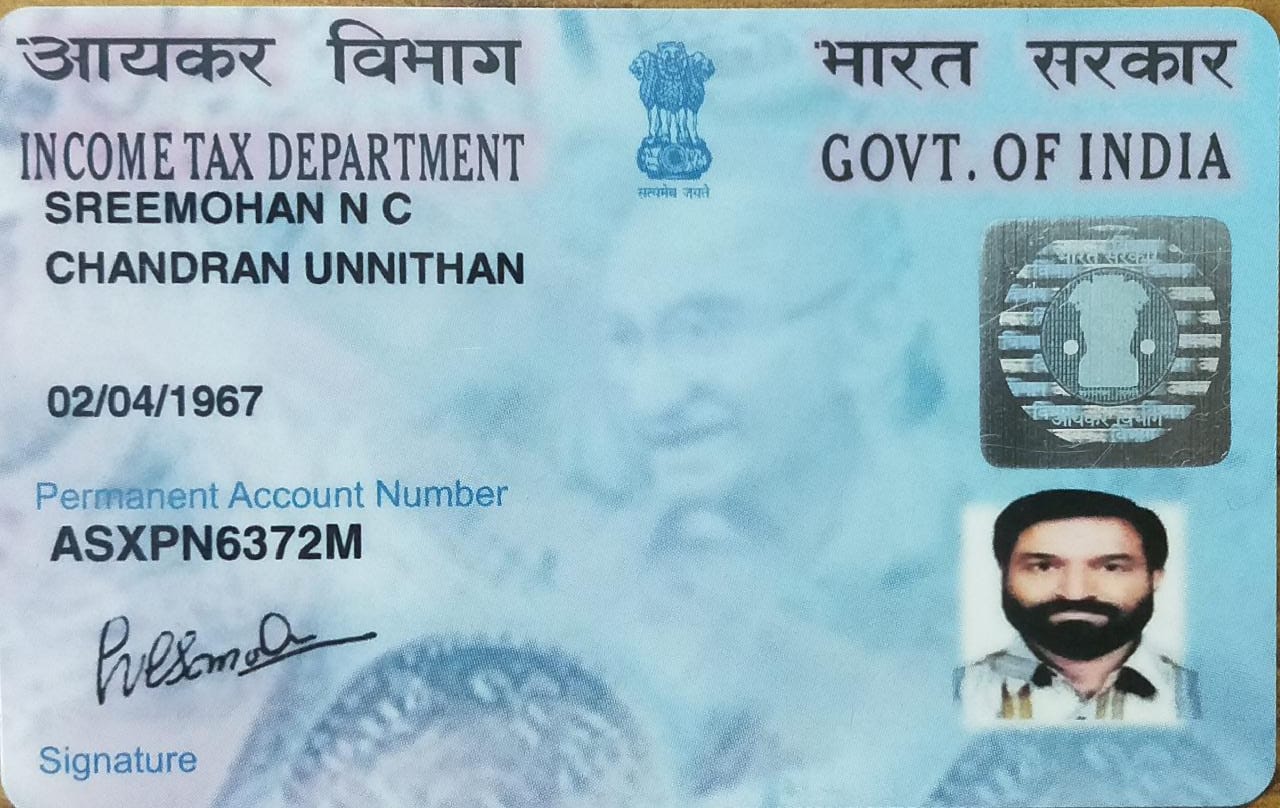 आयकर विभाग
भारत सरकार
INCOME TAX DEPARTMENT
GOVT. OF INDIA
सत्यमेव जयते
SREEMOHAN N C
CHANDRAN UNNITHAN
भारत सरकार
आयकर विभाग
02/04/1967
Permanent Account Number
ASXPN6372M
Signature